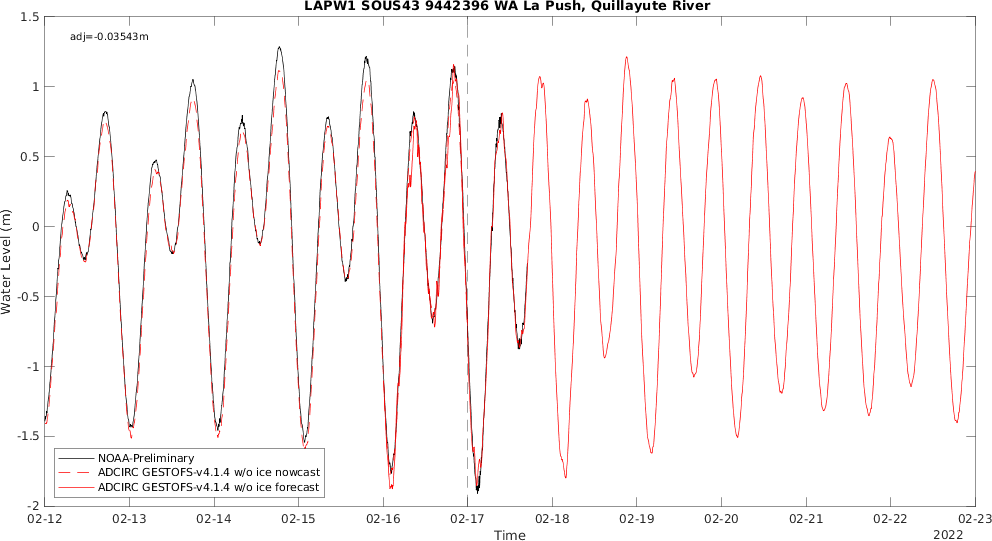 LAPW1 SOUS43 9442396 WA La Push, Quillayute River
adj=-0.03543m
1.5
1
0.5
0
-0.5
-1
-1.5
-2
Water Level (m)
NOAA-Preliminary
ADCIRC GESTOFS-v4.1.4 w/o ice nowcast
ADCIRC GESTOFS-v4.1.4 w/o ice forecast
02-12 02-13 02-14 02-15 02-16 02-17 02-18 02-19 02-20 02-21 02-22 02-23
Time
2022